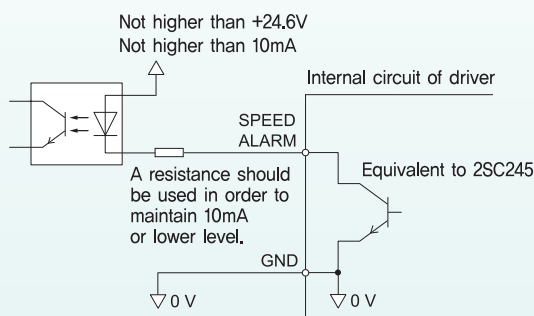 Not higher than +24.6V
Not higher than 10mA
Internal circuit of driver
SPEED
ALARM
A resistance should
be used in order to
maintain 10mA
or lower level.
Equivalent to 2SC245
GND
0 V
0 V